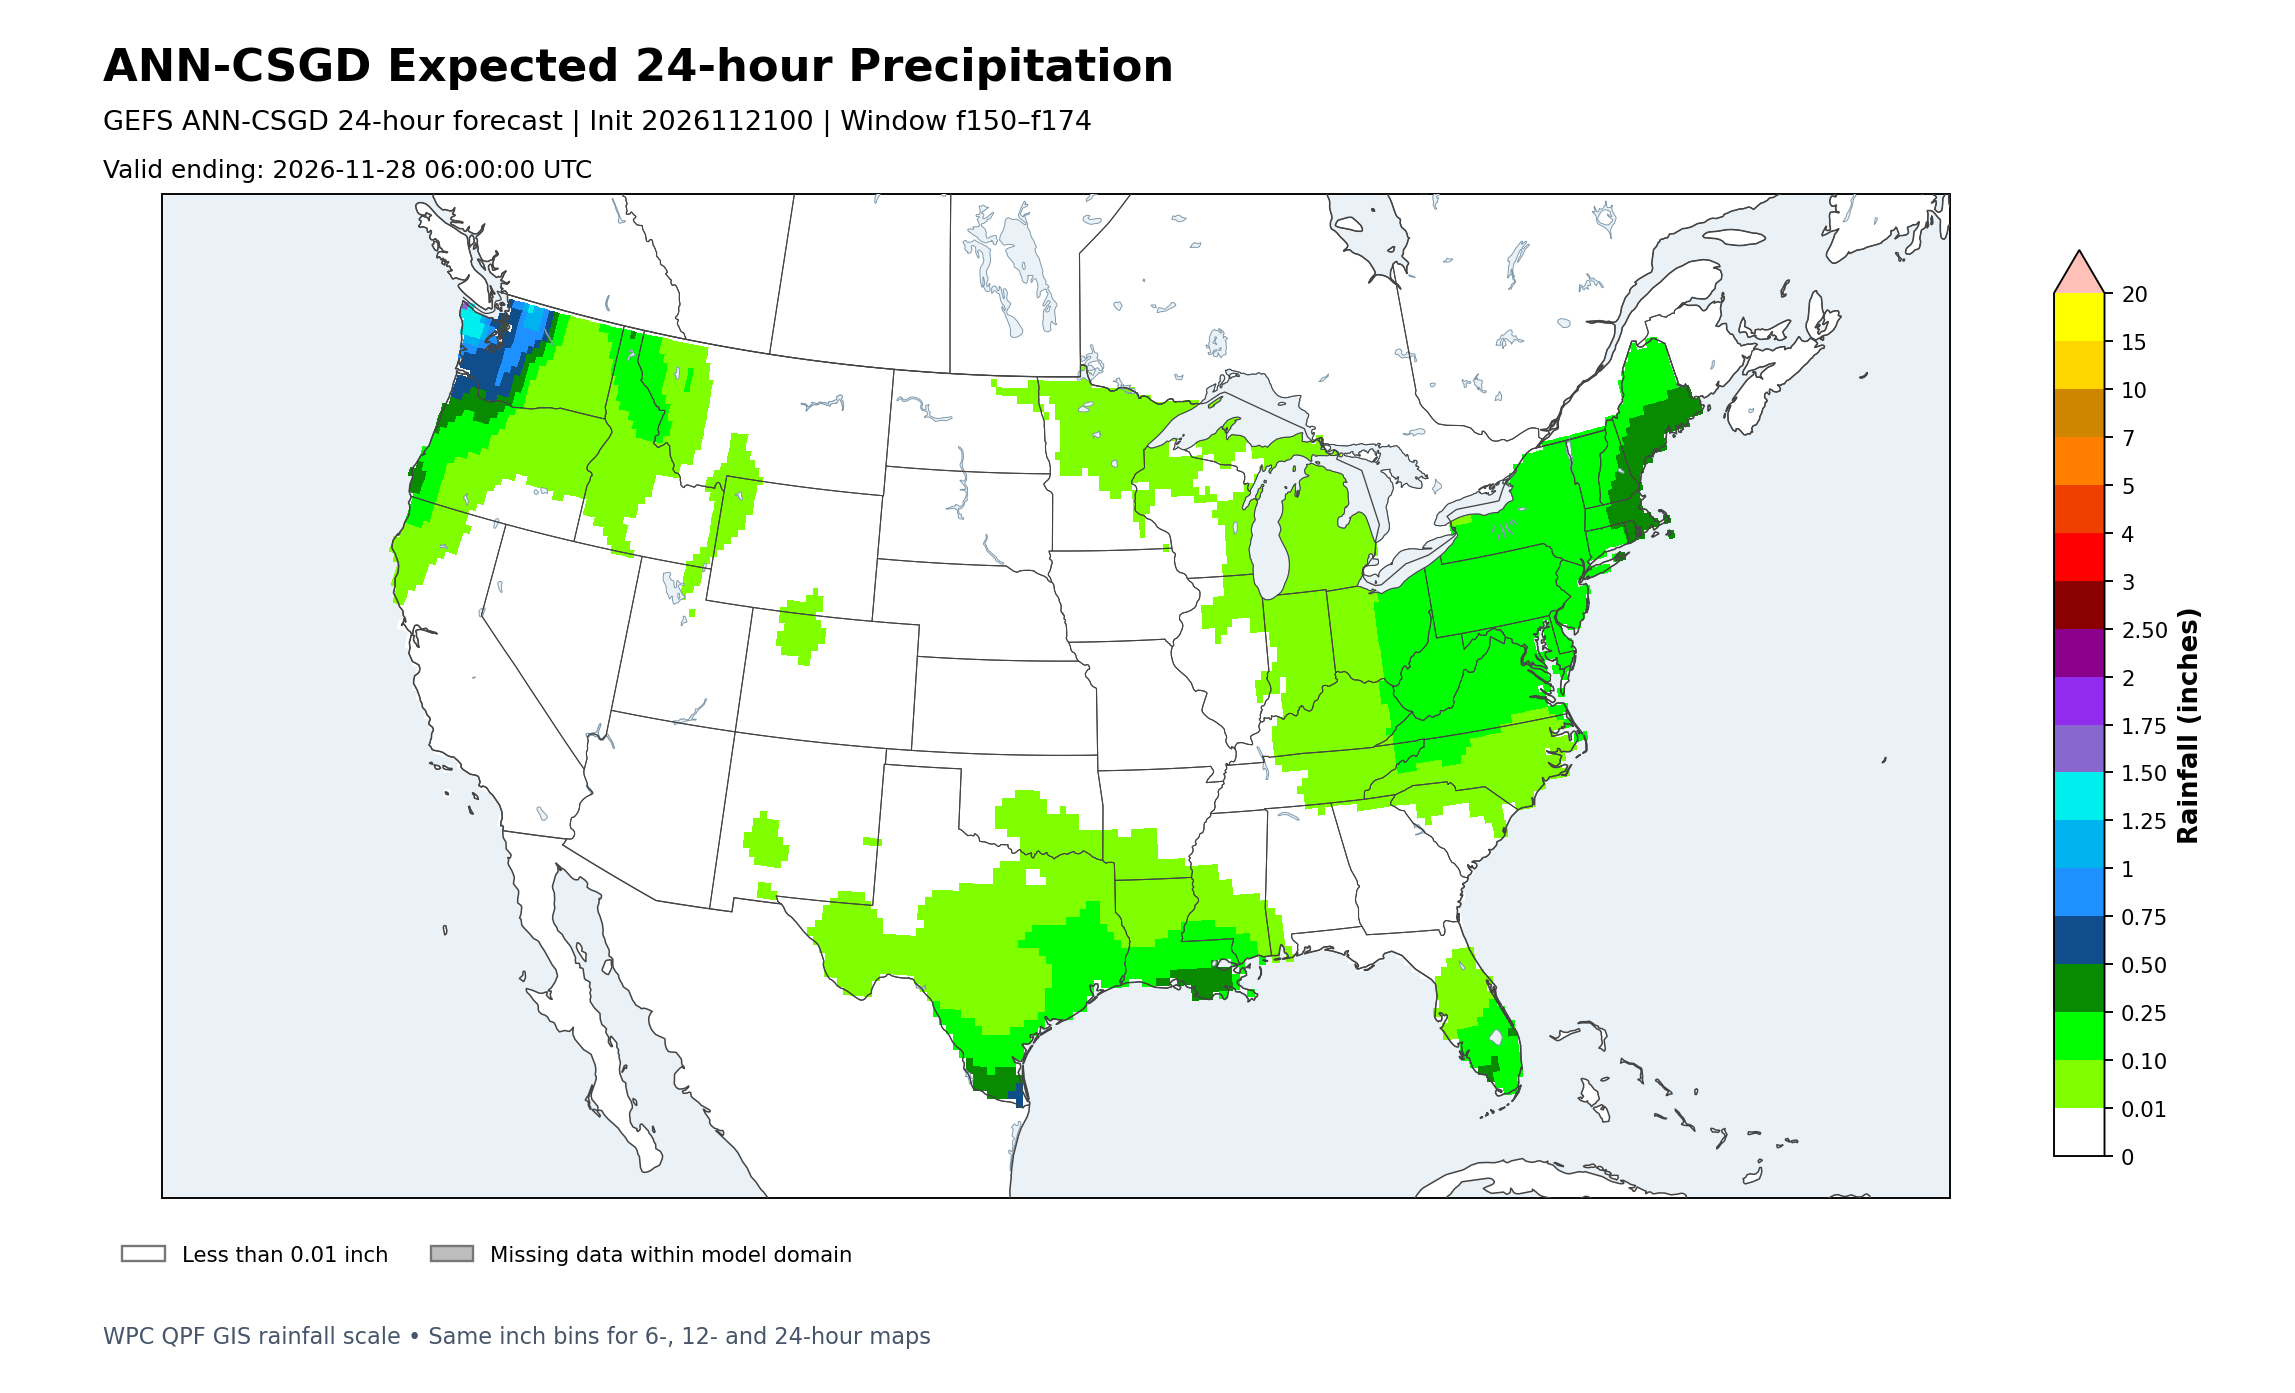 ANN-CSGD Expected 24-hour Precipitation
GEFS ANN-CSGD 24-hour forecast | Init 2026112100 | Window f150–f174
Valid ending: 2026-11-28 06:00:00 UTC
20
15
10
7
5
4
3
2.50
2
1.75
1.50
1.25
1
0.75
0.50
0.25
0.10
0.01
0
Rainfall (inches)
Less than 0.01 inch
Missing data within model domain
WPC QPF GIS rainfall scale • Same inch bins for 6-, 12- and 24-hour maps